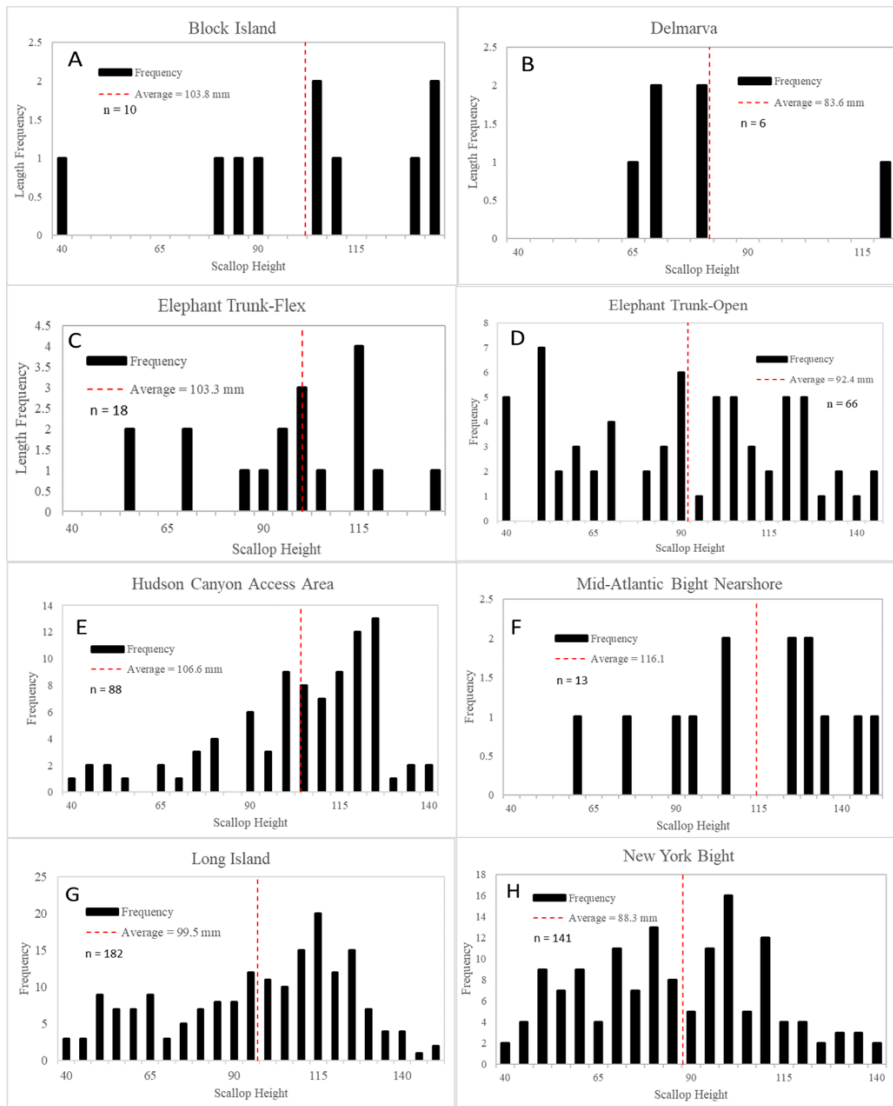 Block Island
A
2.5
2
1.5
1
0.5
0
Length Frequency
Frequency
Average = 103.8 mm
n = 10
40 65 90 115
Scallop Height
Delmarva
B
2.5
2
1.5
1
0.5
0
Length Frequency
Frequency
Average = 83.6 mm
n = 6
40 65 90 115
Scallop Height
Elephant Trunk-Flex
C
4.5
4
3.5
3
2.5
2
1.5
1
0.5
0
Length Frequency
Frequency
Average = 103.3 mm
n = 18
40 65 90 115
Scallop Height
Elephant Trunk-Open
D
8
7
6
5
4
3
2
1
0
Frequency
Frequency
Average = 92.4 mm
n = 66
40 65 90 115 140
Scallop Height
Hudson Canyon Access Area
E
14
12
10
8
6
4
2
0
Frequency
Frequency
Average = 106.6 mm
n = 88
40 65 90 115 140
Scallop Height
Mid-Atlantic Bight Nearshore
F
2.5
2
1.5
1
0.5
0
Frequency
Frequency
Average = 116.1
n = 13
40 65 90 115 140
Scallop Height
Long Island
G
25
20
15
10
5
0
Frequency
Frequency
Average = 99.5 mm
n = 182
40 65 90 115 140
Scallop Height
New York Bight
H
18
16
14
12
10
8
6
4
2
0
Frequency
Frequency
Average = 88.3 mm
n = 141
40 65 90 115 140
Scallop Height